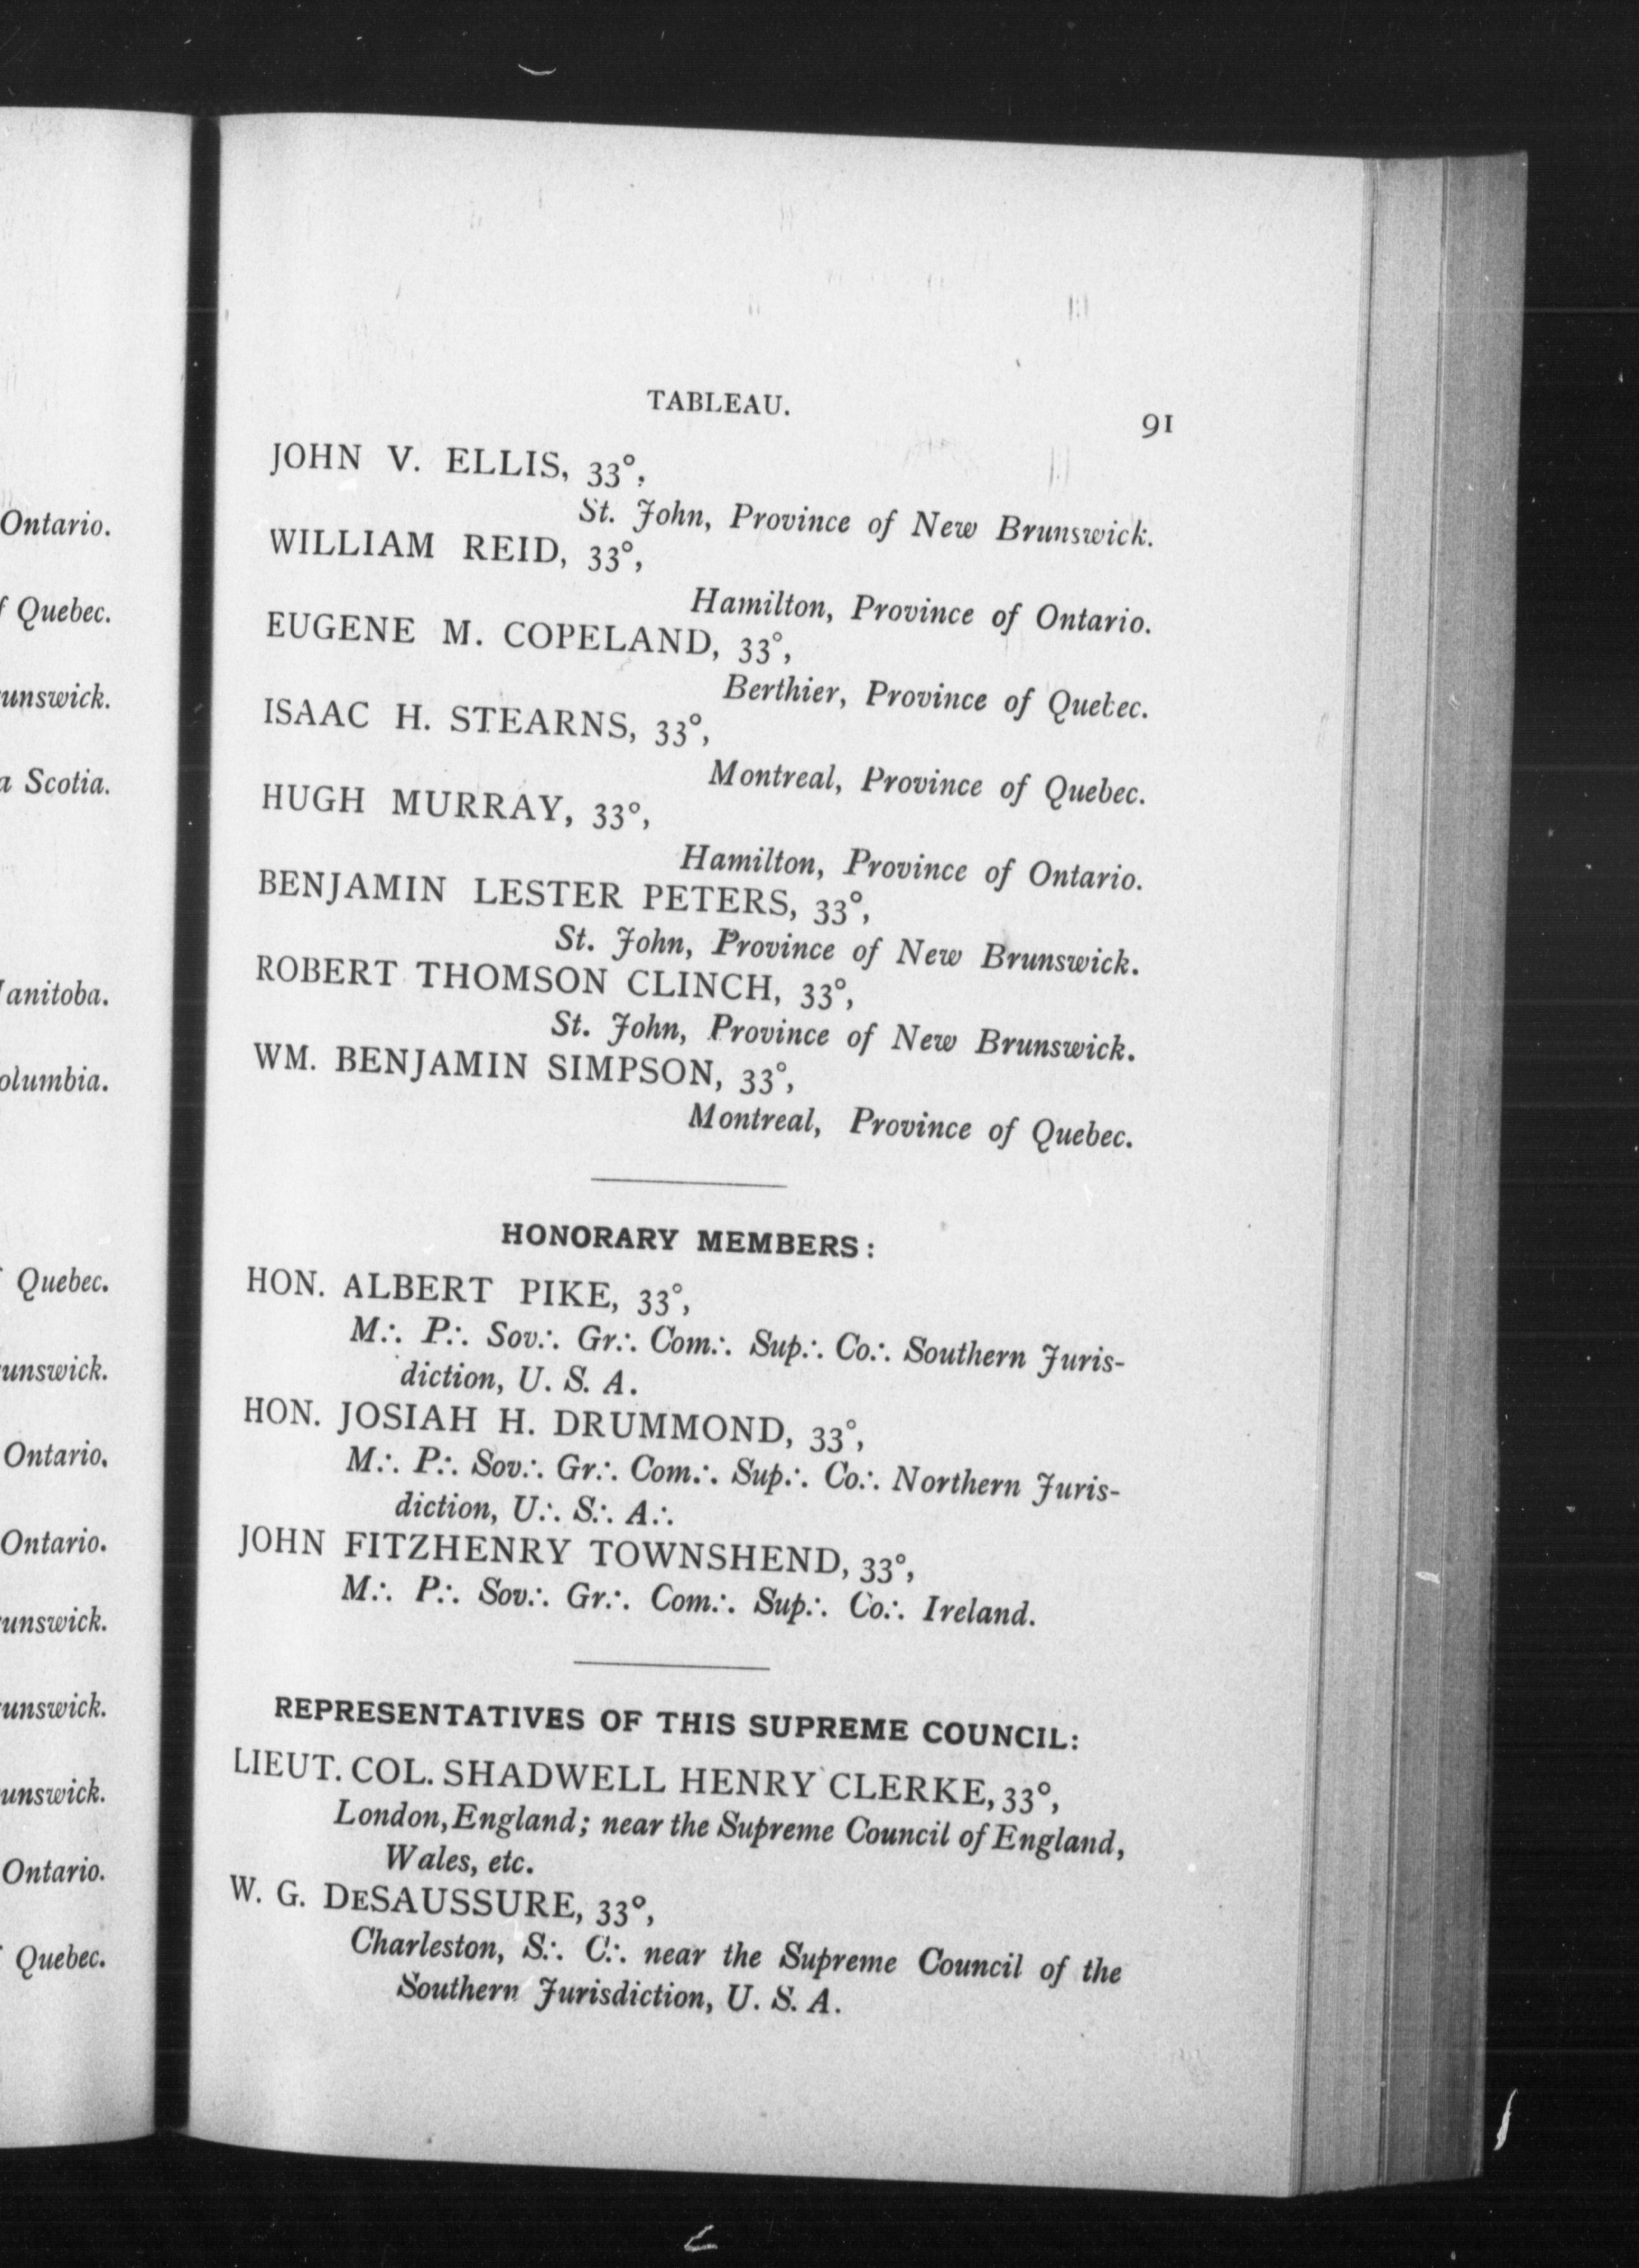 Ontario.
Quebec.
unswick.
Scotia.
anitoba.
olumbia.
Quebec.
unswick.
Ontario.
Ontario.
unswick.
unswick.
unswick.
Ontario.
Quebec.
TABLEAU.
91
JOHN V. ELLIS, 33°,
St. John, Province of New Brunswick.
WILLIAM REID, 33°,
Hamilton, Province of Ontario.
EUGENE M. COPELAND, 33°,
Berthier, Province of Quebec.
ISAAC H. STEARNS, 33°,
Montreal, Province of Quebec.
HUGH MURRAY, 33°,
Hamilton, Province of Ontario.
BENJAMIN LESTER PETERS, 33°,
St. John, Province of New Brunswick.
ROBERT THOMSON CLINCH, 33°,
St. John, Province of New Brunswick.
WM. BENJAMIN SIMPSON, 33°,
Montreal, Province of Quebec.
HONORARY MEMBERS:
HON. ALBERT PIKE, 33°,
M∴ P∴ Sov∴ Gr∴ Com∴ Sup∴ Co∴ Southern Juris-
diction, U. S. A.
HON. JOSIAH H. DRUMMOND, 33°,
M∴ P∴ Sov∴ Gr∴ Com∴ Sup∴ Co∴ Northern Juris-
diction, U∴ S∴ A∴
JOHN FITZHENRY TOWNSHEND, 33°,
M∴ P∴ Sov∴ Gr∴ Com∴ Sup∴ Co∴ Ireland.
REPRESENTATIVES OF THIS SUPREME COUNCIL:
LIEUT. COL. SHADWELL HENRY CLERKE, 33°,
London, England; near the Supreme Council of England,
Wales, etc.
W. G. DESAUSSURE, 33°,
Charleston, S∴ C∴ near the Supreme Council of the
Southern Jurisdiction, U. S. A.